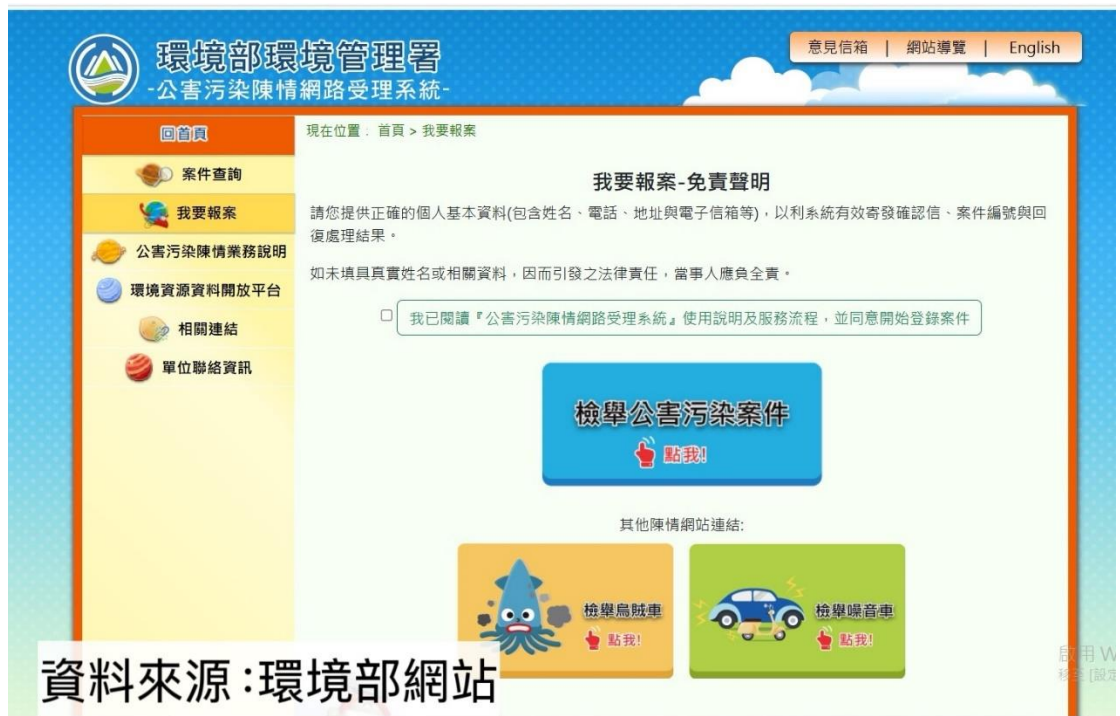 環境部環境管理署
-公害污染陳情網路受理系統-
意見信箱 | 網站導覽 | English
回首頁
案件查詢
我要報案
公害污染陳情業務說明
環境資源資料開放平台
相關連結
單位聯絡資訊
現在位置： 首頁 > 我要報案
我要報案-免責聲明
請您提供正確的個人基本資料(包含姓名、電話、地址與電子信箱等)，以利系統有效寄發確認信、案件編號與回
復處理結果。
如未填具真實姓名或相關資料，因而引發之法律責任，當事人應負全責。
我已閱讀『公害污染陳情網路受理系統』使用說明及服務流程，並同意開始登錄案件
檢舉公害污染案件
點我!
其他陳情網站連結:
檢舉烏賊車
點我!
檢舉噪音車
點我!
資料來源:環境部網站
啟用 W